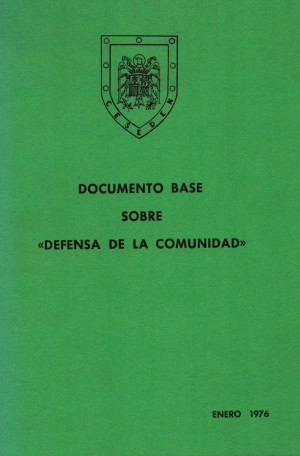 CESEDEN
DOCUMENTO BASE
SOBRE
«DEFENSA DE LA COMUNIDAD»
ENERO 1976